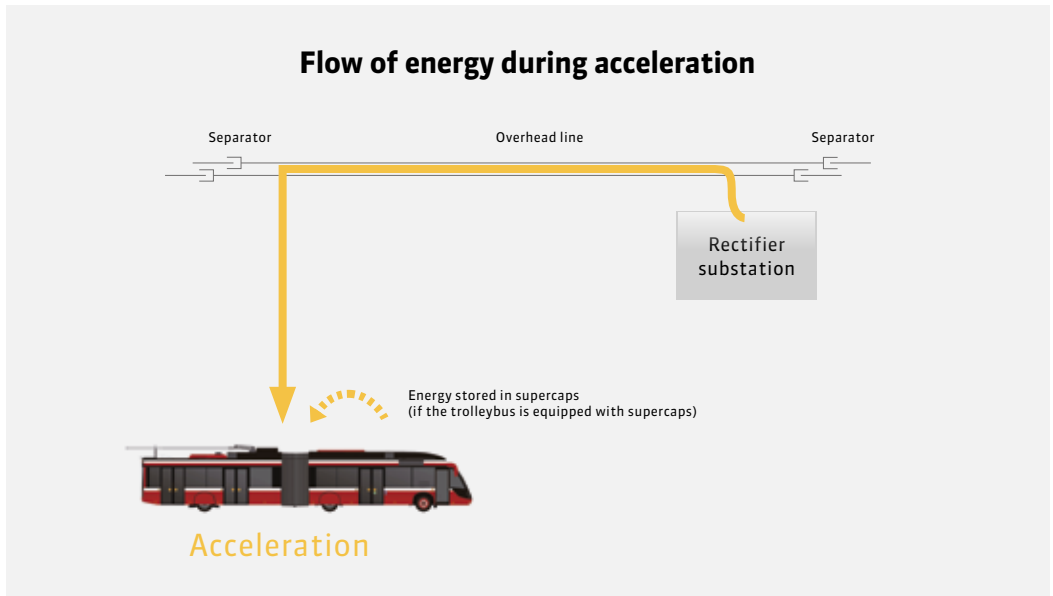 Flow of energy during acceleration
Separator
Overhead line
Separator
Rectifier
substation
Energy stored in supercaps
(if the trolleybus is equipped with supercaps)
Acceleration